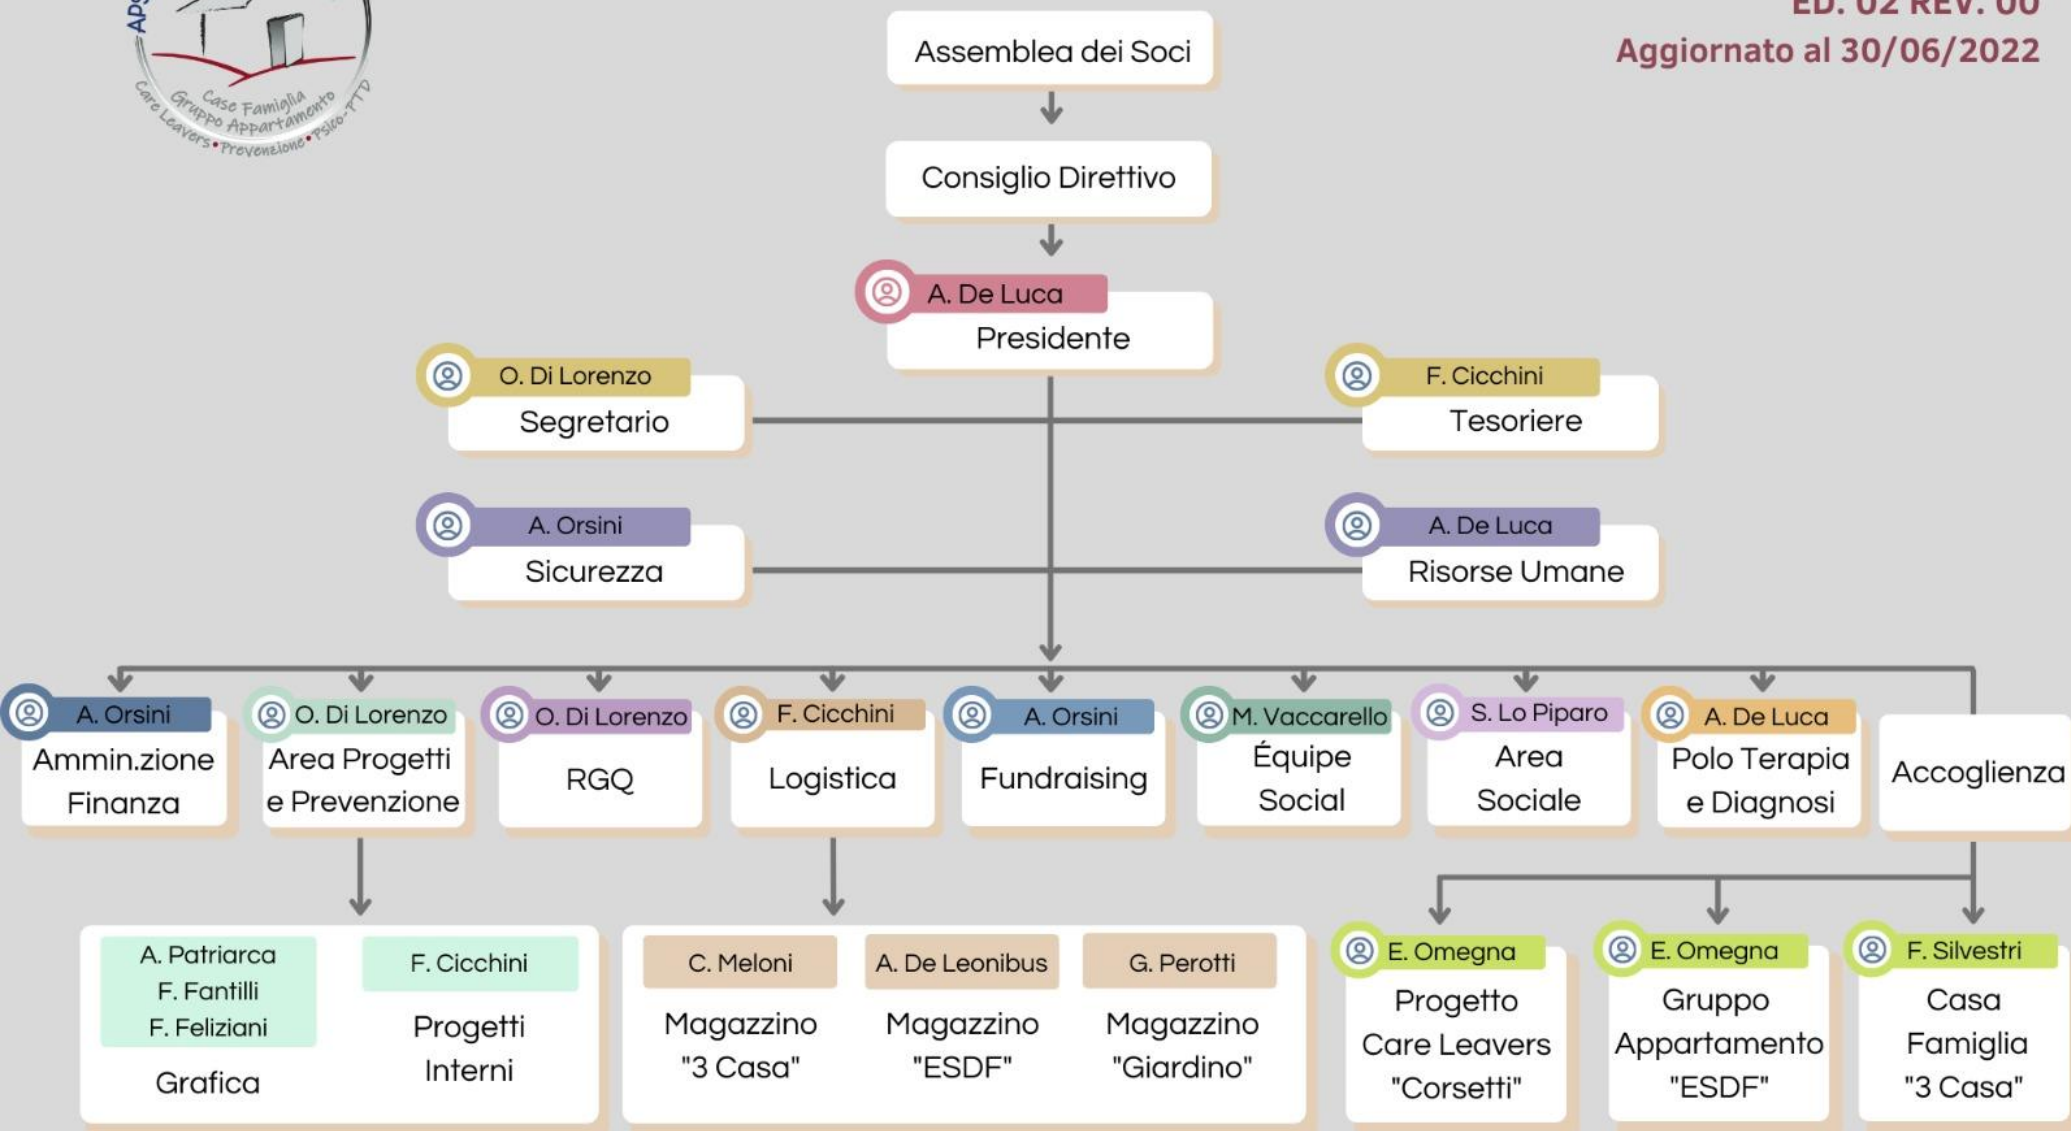 APS
Case Famiglia
Gruppo Appartamento
Care Leavers • Prevenzione • Psico-PTD
ED. 02 REV. 00
Aggiornato al 30/06/2022
Assemblea dei Soci
Consiglio Direttivo
A. De Luca
Presidente
O. Di Lorenzo
Segretario
F. Cicchini
Tesoriere
A. Orsini
Sicurezza
A. De Luca
Risorse Umane
A. Orsini
Ammin.zione
Finanza
O. Di Lorenzo
Area Progetti
e Prevenzione
O. Di Lorenzo
RGQ
F. Cicchini
Logistica
A. Orsini
Fundraising
M. Vaccarello
Équipe
Social
S. Lo Piparo
Area
Sociale
A. De Luca
Polo Terapia
e Diagnosi
Accoglienza
A. Patriarca
F. Fantilli
F. Feliziani
Grafica
F. Cicchini
Progetti
Interni
C. Meloni
Magazzino
"3 Casa"
A. De Leonibus
Magazzino
"ESDF"
G. Perotti
Magazzino
"Giardino"
E. Omegna
Progetto
Care Leavers
"Corsetti"
E. Omegna
Gruppo
Appartamento
"ESDF"
F. Silvestri
Casa
Famiglia
"3 Casa"